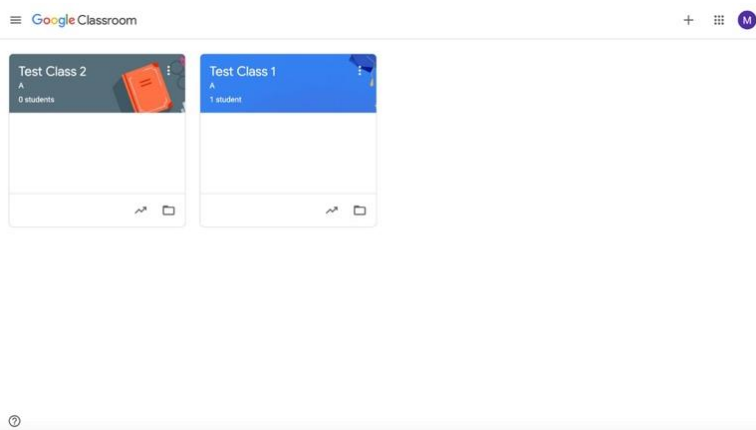 Google Classroom
M
Test Class 2
A
0 students
Test Class 1
A
1 student